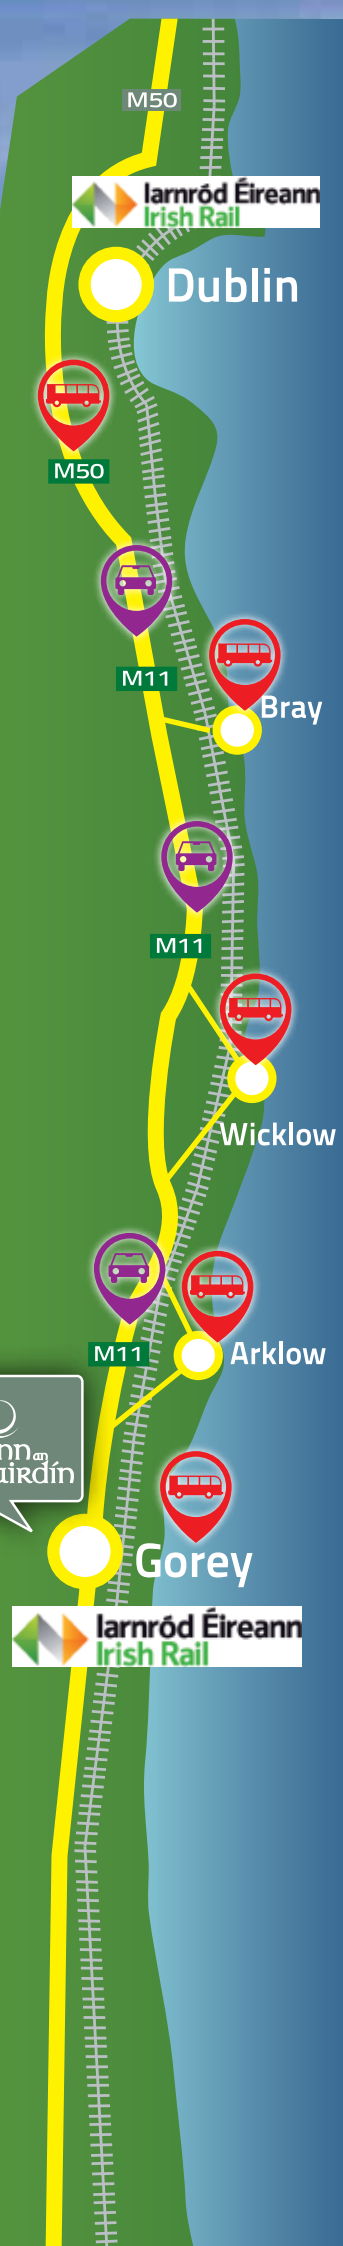 M50
Iarnród Éireann
Irish Rail
Dublin
M50
M11
Bray
M11
Wicklow
M11
Arklow
Gorey
Iarnród Éireann
Irish Rail